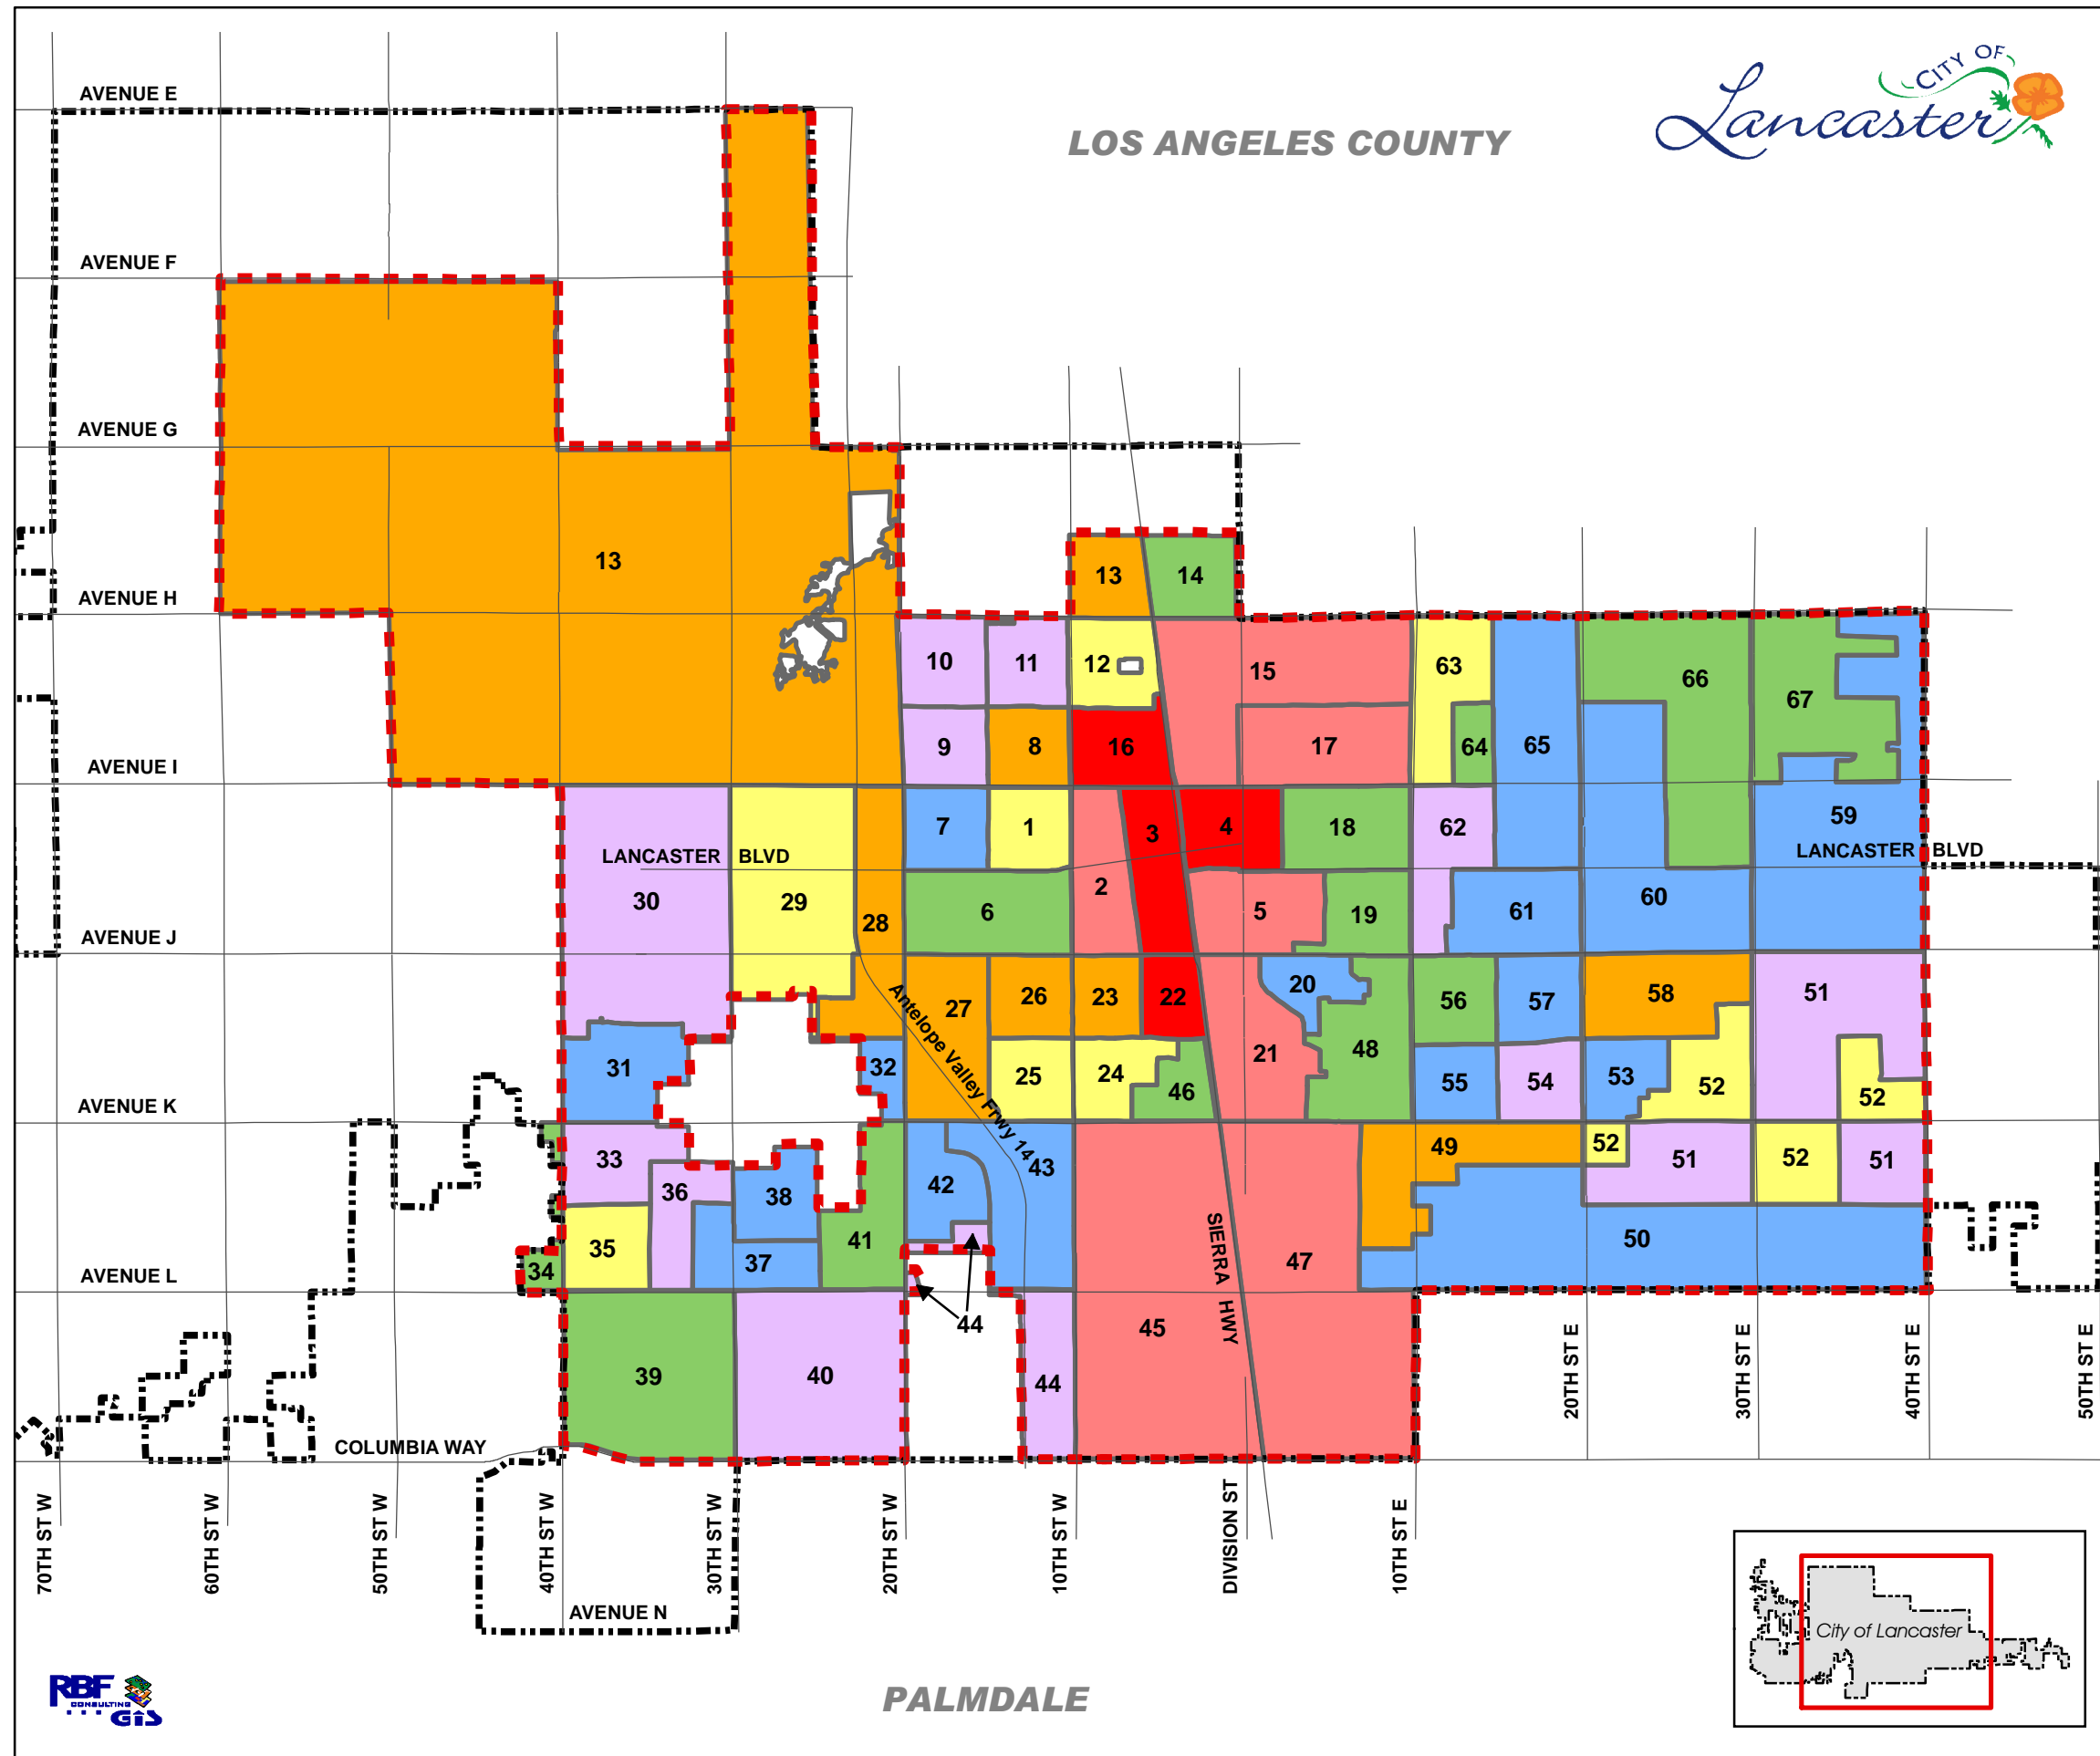 CITY OF
Lancaster
LOS ANGELES COUNTY
AVENUE E
AVENUE F
AVENUE G
AVENUE H
AVENUE I
AVENUE J
AVENUE K
AVENUE L
COLUMBIA WAY
AVENUE N
13
13
14
10
11
12
15
63
66
67
9
8
16
17
64
65
7
1
3
4
18
62
59
LANCASTER BLVD
LANCASTER BLVD
30
29
28
6
2
5
19
61
60
27
26
23
22
20
56
57
58
51
Antelope Valley Frwy 14
31
32
25
24
46
21
48
55
54
53
52
52
33
36
38
42
43
49
52
51
52
51
35
37
41
34
SIERRA HWY
47
50
44
45
39
40
44
70TH ST W
60TH ST W
50TH ST W
40TH ST W
30TH ST W
20TH ST W
10TH ST W
DIVISION ST
10TH ST E
20TH ST E
30TH ST E
40TH ST E
50TH ST E
City of Lancaster
RBF
CONSULTING
GIS
PALMDALE